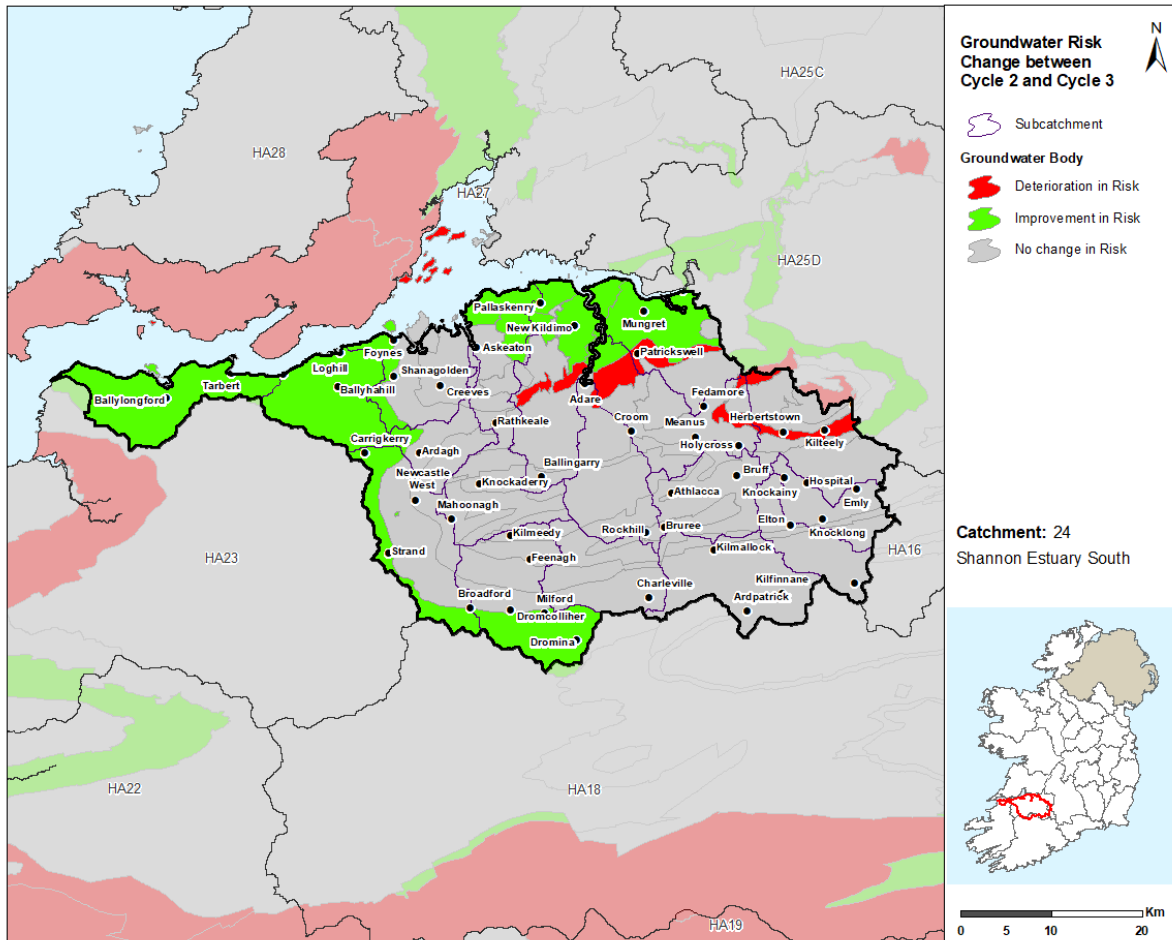 HA25C
HA28
HA27
HA25D
Pallaskenry
New Kildimo
Mungret
Patrickswell
Foynes
Askeaton
Loghill
Shanagolden
Tarbert
Ballyhahill
Creeves
Ballylongford
Adare
Fedamore
Rathkeale
Croom
Meanus
Herbertstown
Holycross
Kilteely
Carrigkerry
Ardagh
Newcastle
West
Ballingarry
Bruff
Hospital
Knockaderry
Athlacca
Knockainy
Emly
Mahoonagh
Elton
Rockhill
Bruree
Knocklong
Kilmeedy
HA16
Strand
Feenagh
Kilmallock
HA23
Broadford
Milford
Charleville
Kilfinnane
Dromcolliher
Ardpatrick
Dromina
HA22
HA18
HA19
Groundwater Risk
Change between
Cycle 2 and Cycle 3
N
Subcatchment
Groundwater Body
Deterioration in Risk
Improvement in Risk
No change in Risk
Catchment: 24
Shannon Estuary South
Km
0 5 10 20